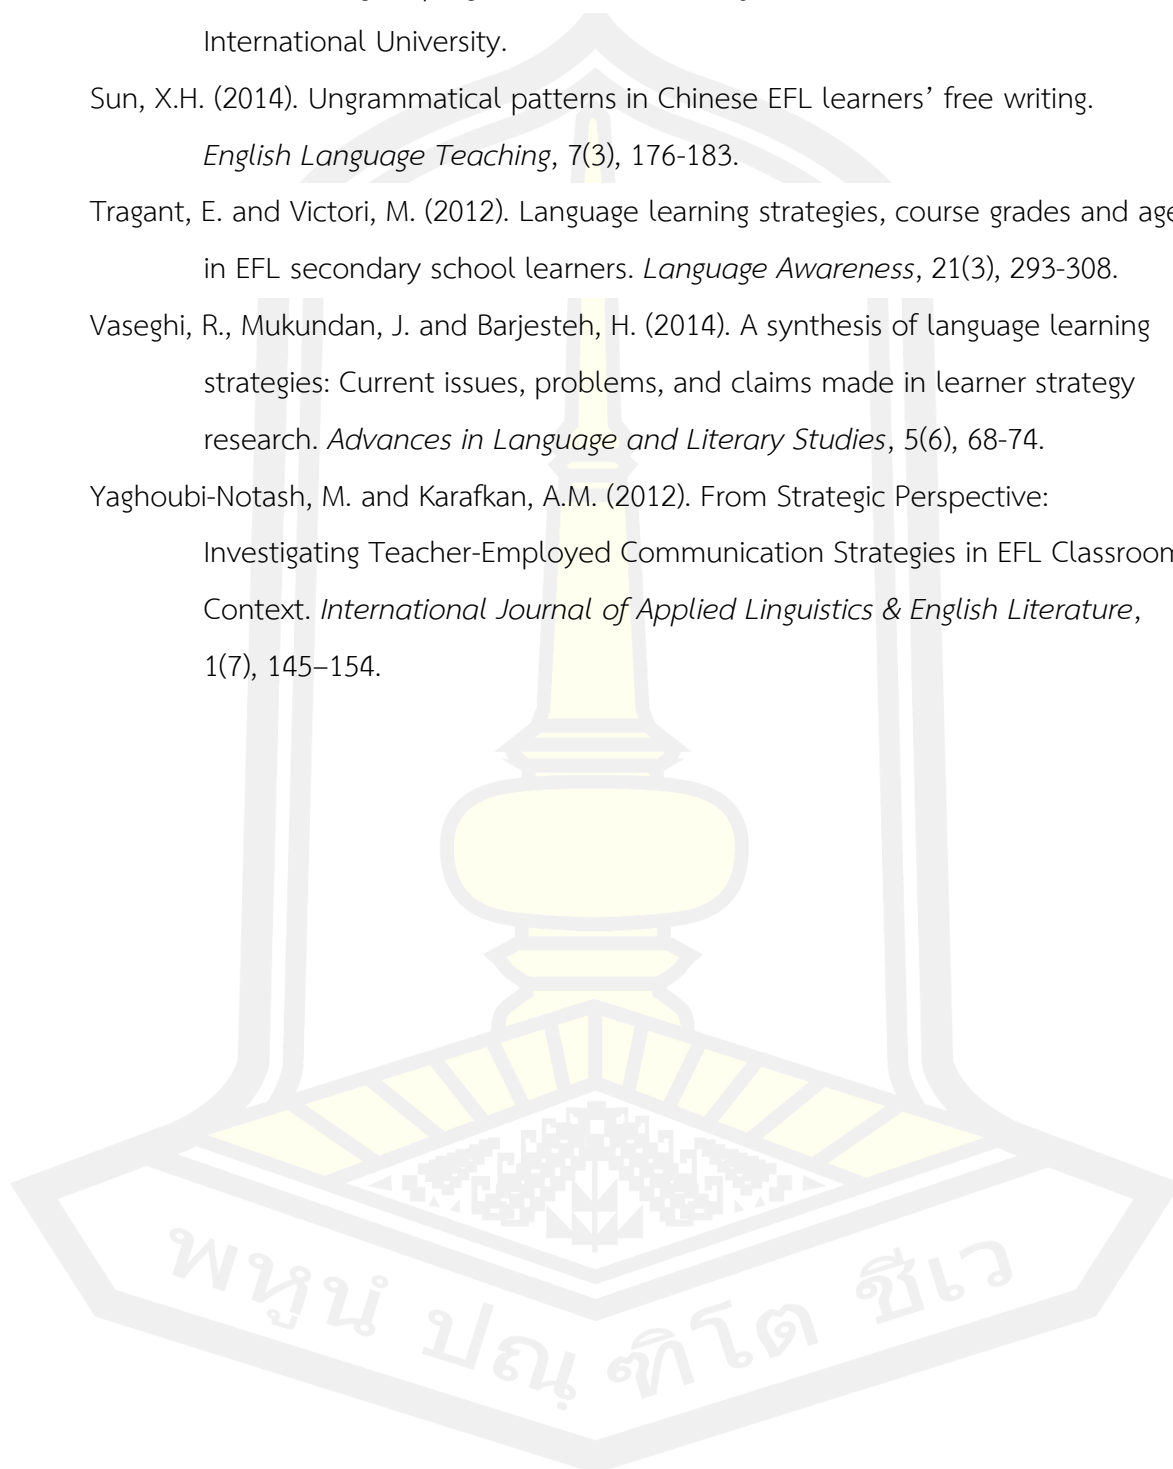 International University.
Sun, X.H. (2014). Ungrammatical patterns in Chinese EFL learners’ free writing.
English Language Teaching, 7(3), 176-183.
Tragant, E. and Victori, M. (2012). Language learning strategies, course grades and age
in EFL secondary school learners. Language Awareness, 21(3), 293-308.
Vaseghi, R., Mukundan, J. and Barjesteh, H. (2014). A synthesis of language learning
strategies: Current issues, problems, and claims made in learner strategy
research. Advances in Language and Literary Studies, 5(6), 68-74.
Yaghoubi-Notash, M. and Karafkan, A.M. (2012). From Strategic Perspective:
Investigating Teacher-Employed Communication Strategies in EFL Classroom
Context. International Journal of Applied Linguistics & English Literature,
1(7), 145–154.
พหูนํ ปณฺฑิโต ชีเว